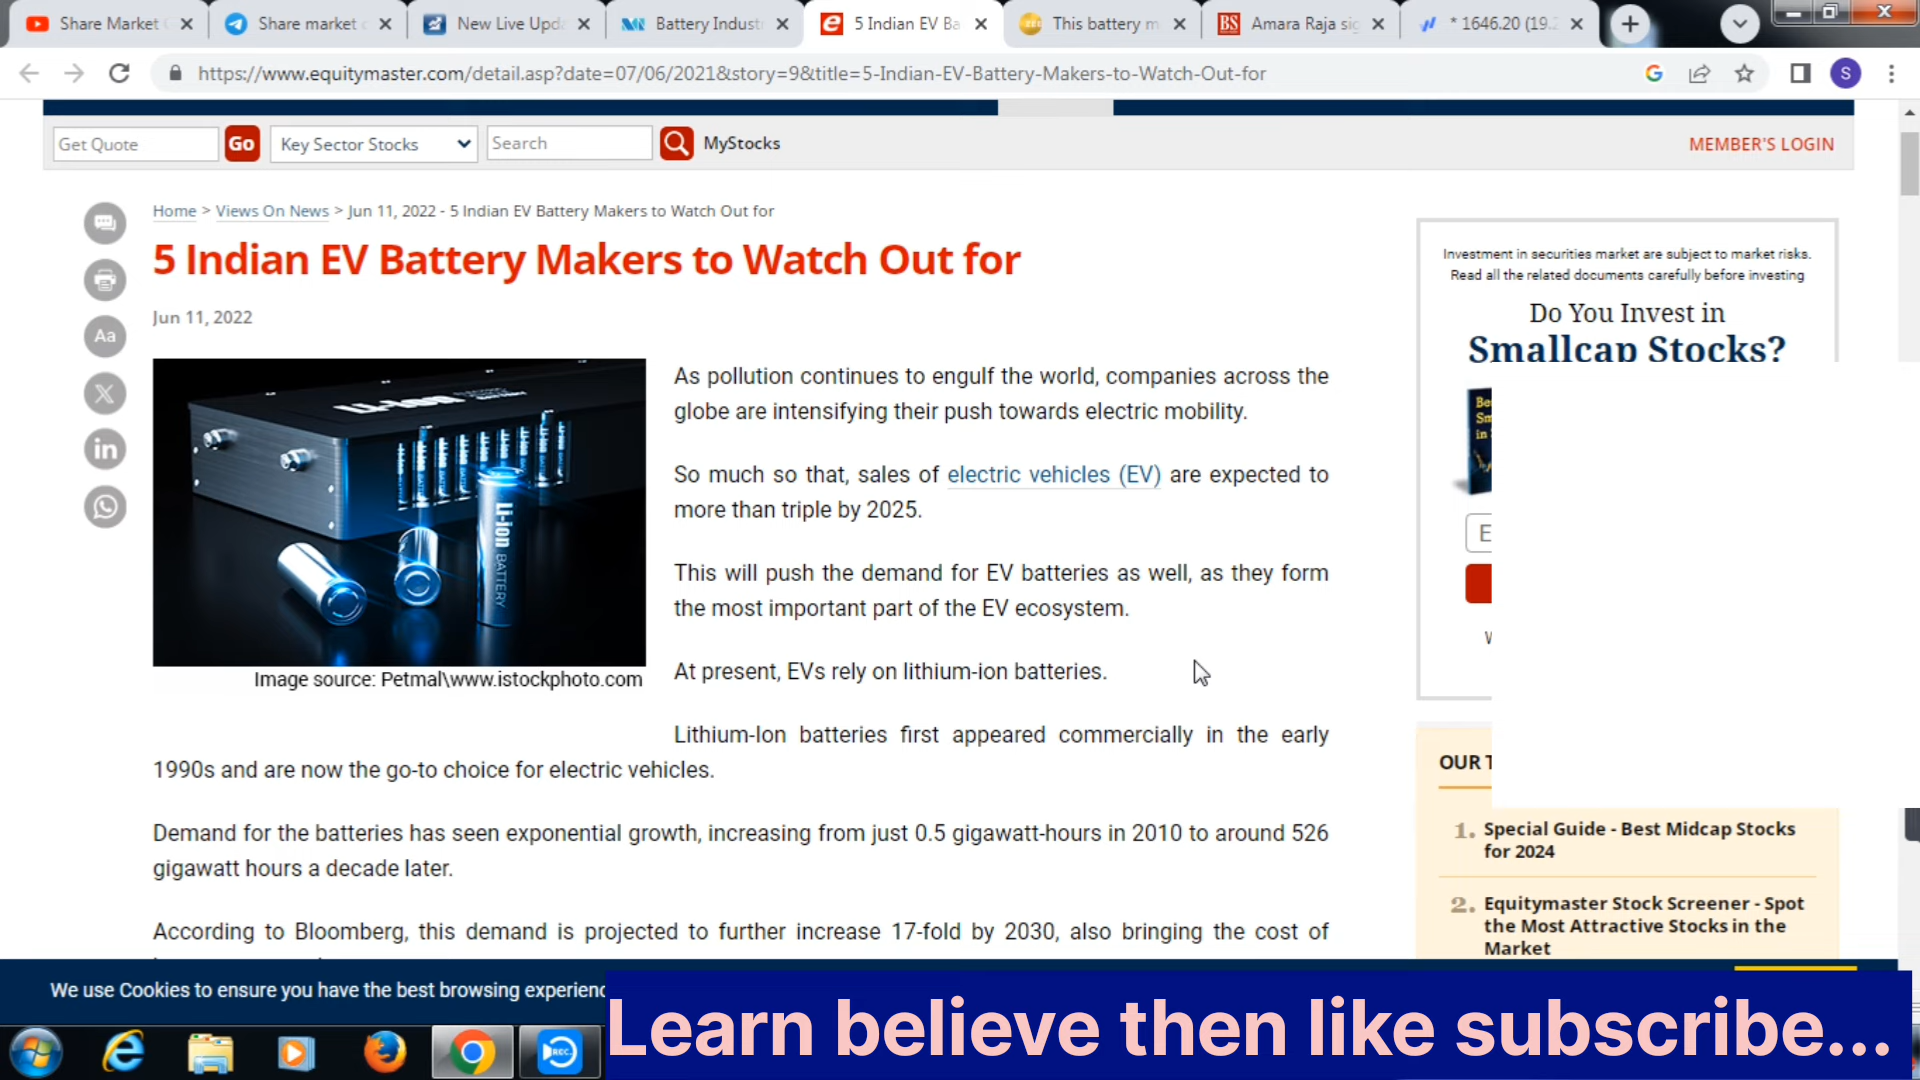 Share Market
Share market
New Live Upd
Battery Indust
5 Indian EV Ba
This battery m
Amara Raja sig
* 1646.20 (19.
https://www.equitymaster.com/detail.asp?date=07/06/2021&story=9&title=5-Indian-EV-Battery-Makers-to-Watch-Out-for
S
Get Quote
Go
Key Sector Stocks
Search
MyStocks
MEMBER'S LOGIN
Home > Views On News > Jun 11, 2022 - 5 Indian EV Battery Makers to Watch Out for
5 Indian EV Battery Makers to Watch Out for
Jun 11, 2022
Aa
Li-ion
Li-ion BATTERY
Image source: Petmal\www.istockphoto.com
As pollution continues to engulf the world, companies across the
globe are intensifying their push towards electric mobility.
So much so that, sales of electric vehicles (EV) are expected to
more than triple by 2025.
This will push the demand for EV batteries as well, as they form
the most important part of the EV ecosystem.
At present, EVs rely on lithium-ion batteries.
Lithium-Ion batteries first appeared commercially in the early
1990s and are now the go-to choice for electric vehicles.
Demand for the batteries has seen exponential growth, increasing from just 0.5 gigawatt-hours in 2010 to around 526
gigawatt hours a decade later.
According to Bloomberg, this demand is projected to further increase 17-fold by 2030, also bringing the cost of
Investment in securities market are subject to market risks.
Read all the related documents carefully before investing
Do You Invest in
Smallcap Stocks?
OUR T
1. Special Guide - Best Midcap Stocks
for 2024
2. Equitymaster Stock Screener - Spot
the Most Attractive Stocks in the
Market
We use Cookies to ensure you have the best browsing experienc
REC
Learn believe then like subscribe...